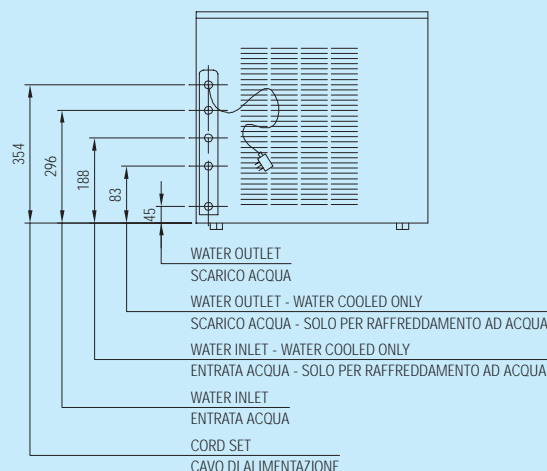 354
296
188
83
45
WATER OUTLET
SCARICO ACQUA
WATER OUTLET - WATER COOLED ONLY
SCARICO ACQUA - SOLO PER RAFFREDDAMENTO AD ACQUA
WATER INLET - WATER COOLED ONLY
ENTRATA ACQUA - SOLO PER RAFFREDDAMENTO AD ACQUA
WATER INLET
ENTRATA ACQUA
CORD SET
CAVO DI ALIMENTAZIONE